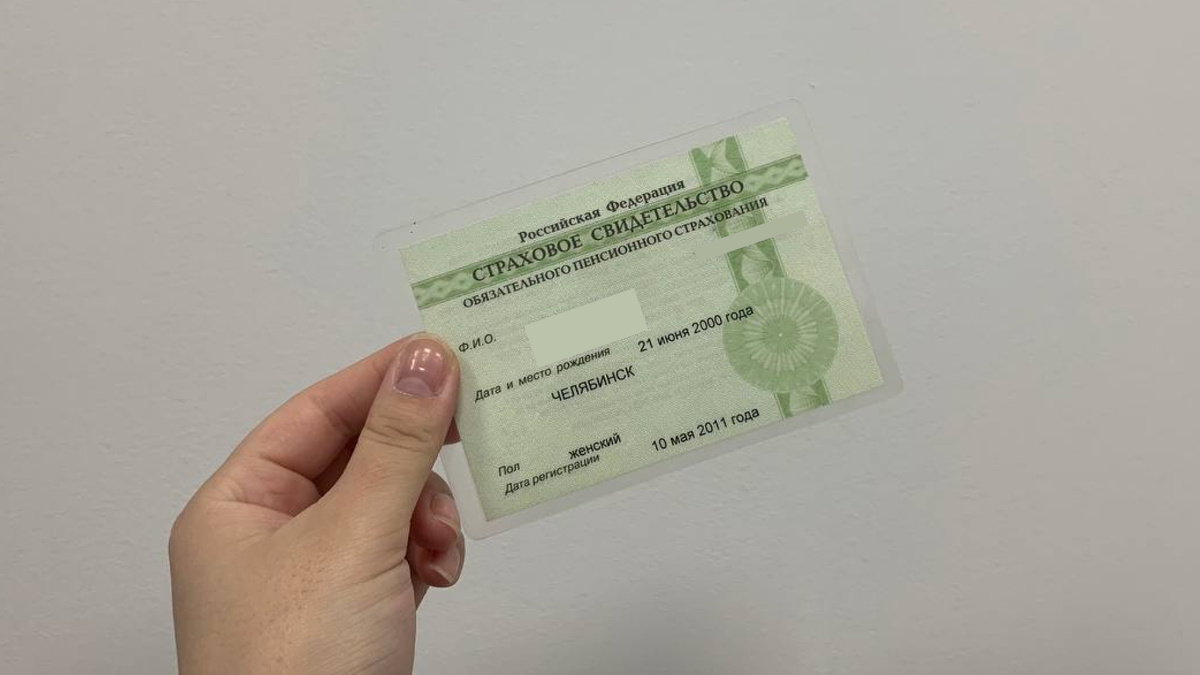 Российская Федерация
СТРАХОВОЕ СВИДЕТЕЛЬСТВО
ОБЯЗАТЕЛЬНОГО ПЕНСИОННОГО СТРАХОВАНИЯ
Ф.И.О.
Дата и место рождения 21 июня 2000 года
ЧЕЛЯБИНСК
Пол женский
Дата регистрации 10 мая 2011 года